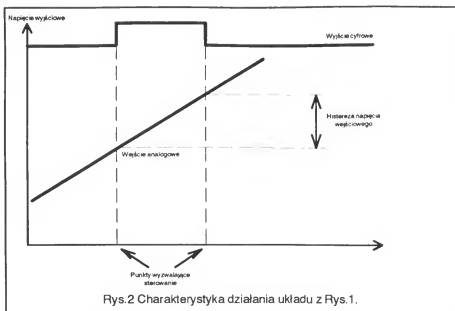 Napięcie wyjściowe
Wyjście cyfrowe
Histereza napięcia
wejściowego
Wejście analogowe
Punkty wyzwalające
sterowanie
Rys.2 Charakterystyka działania układu z Rys.1.